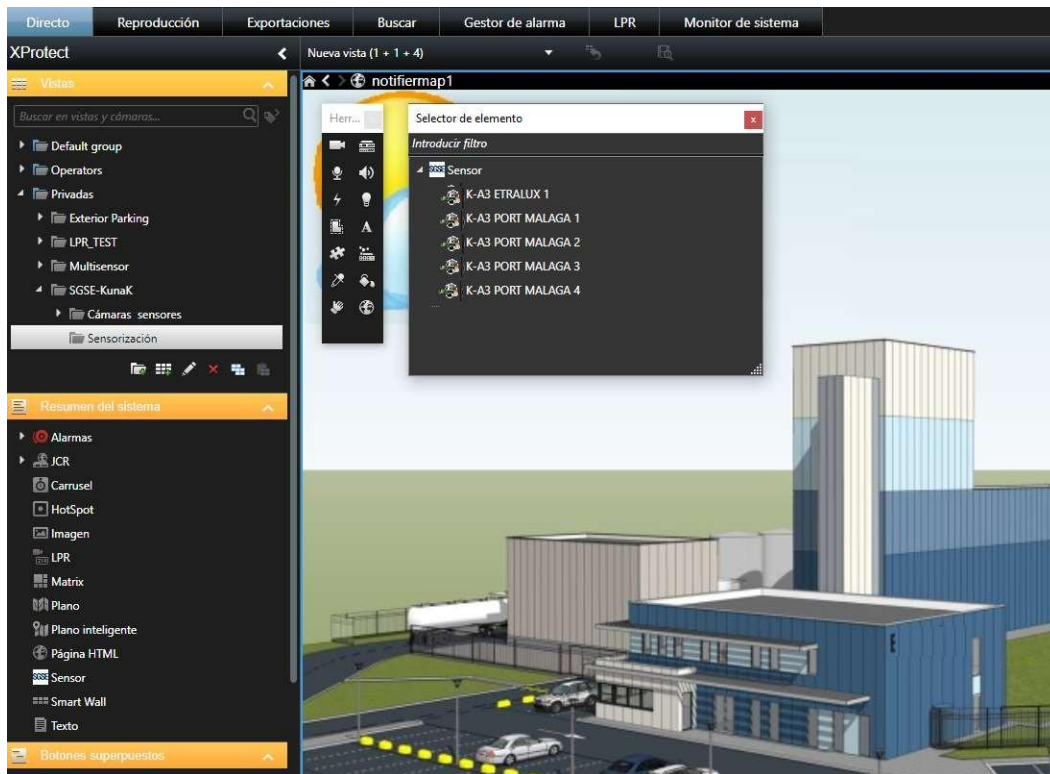 Directo Reproducción Exportaciones Buscar Gestor de alarma LPR Monitor de sistema
XProtect
Nueva vista (1 + 1 + 4)
Vistas
notifiermap1
Buscar en vistas y cámaras...
Default group
Operators
Privadas
Exterior Parking
LPR_TEST
Multisensor
SGSE-KunaK
Cámaras sensores
Sensorización
Herr...
Selector de elemento
x
Introducir filtro
SGSE Sensor
K-A3 ETRALUX 1
K-A3 PORT MALAGA 1
K-A3 PORT MALAGA 2
K-A3 PORT MALAGA 3
K-A3 PORT MALAGA 4
A
Resumen del sistema
Alarmas
JCR
Carrusel
HotSpot
Imagen
LPR
Matrix
Plano
Plano inteligente
Página HTML
SGSE Sensor
Smart Wall
Texto
Botones superpuestos
E